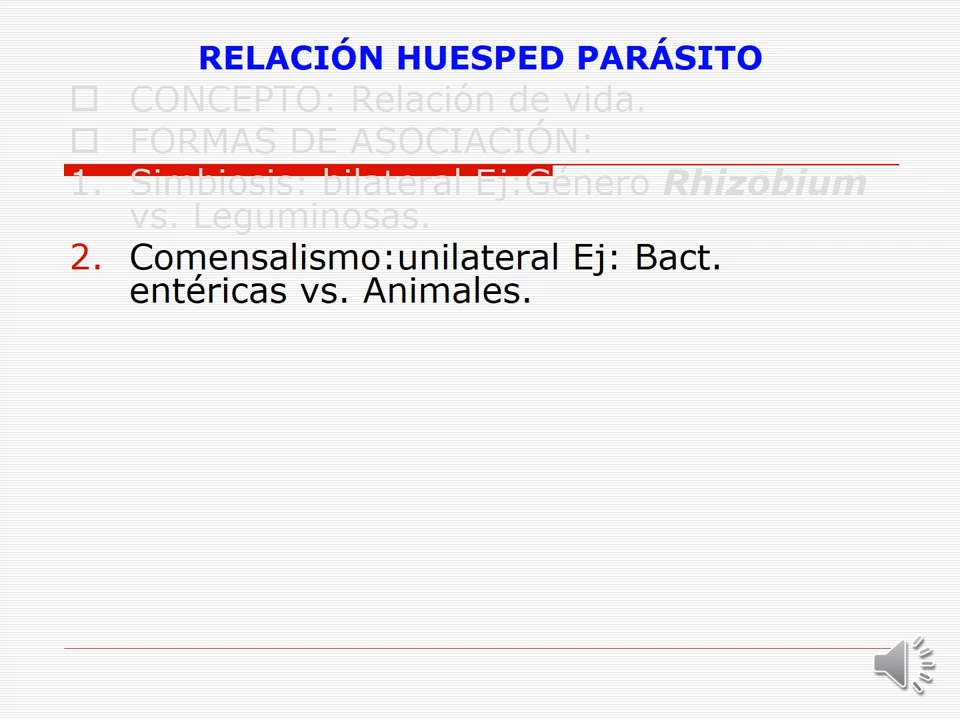 RELACIÓN HUESPED PARÁSITO
CONCEPTO: Relación de vida.
FORMAS DE ASOCIACIÓN:
1. Simbiosis: bilateral Ej:Género Rhizobium
vs. Leguminosas.
2. Comensalismo:unilateral Ej: Bact.
entéricas vs. Animales.